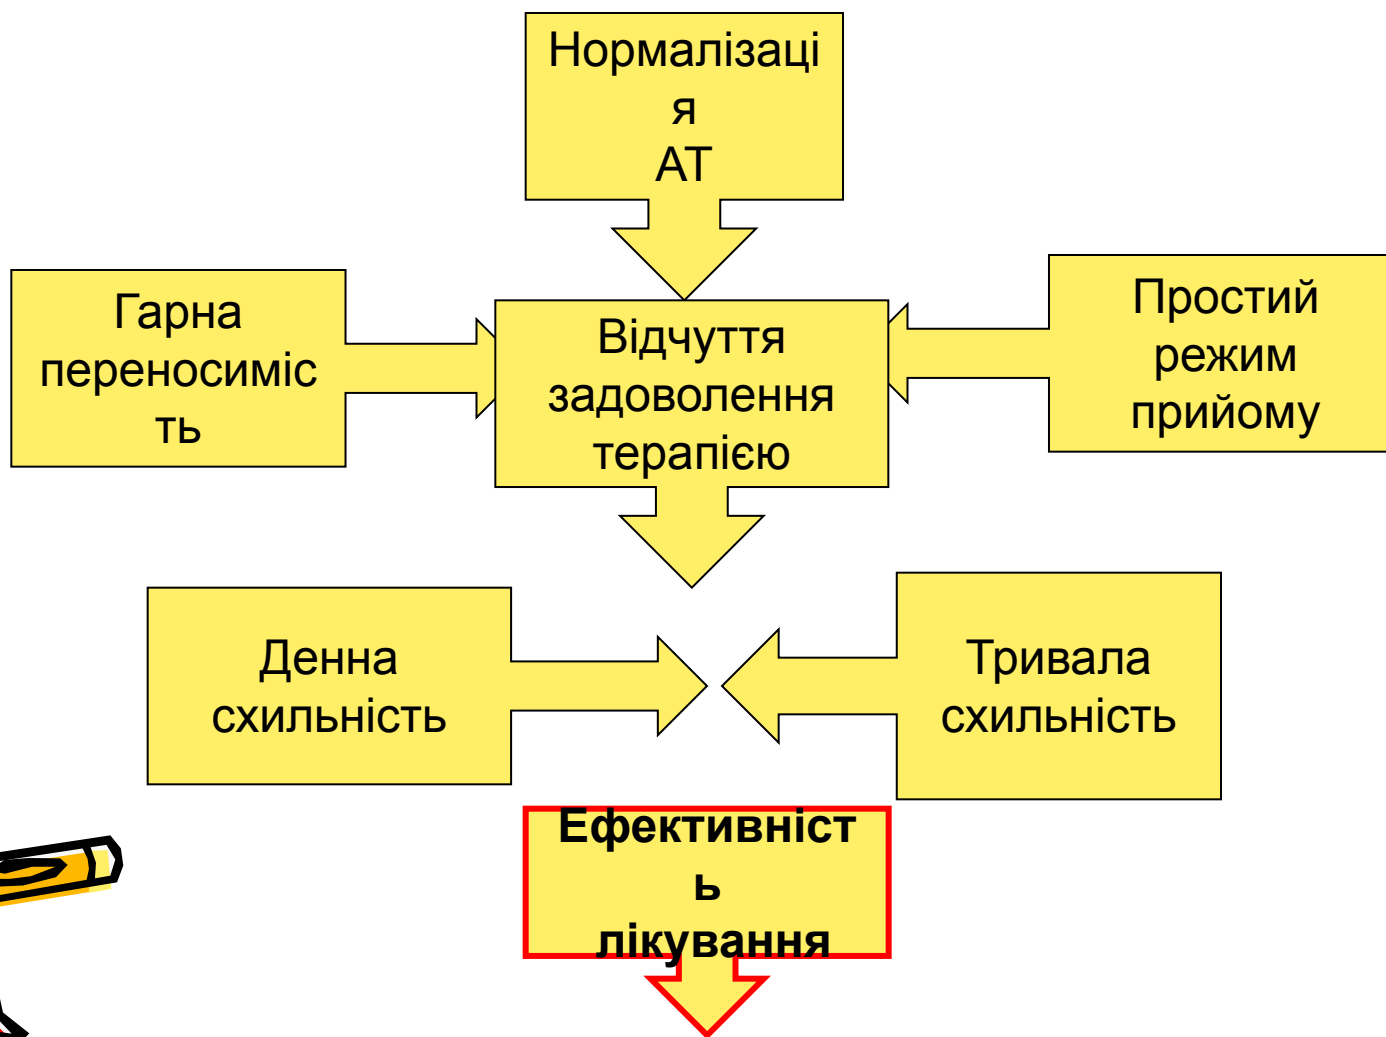 Нормалізаці
я
АТ
Гарна
переносиміс
ть
Відчуття
задоволення
терапією
Простий
режим
прийому
Денна
схильність
Тривала
схильність
Ефективніст
ь
лікування